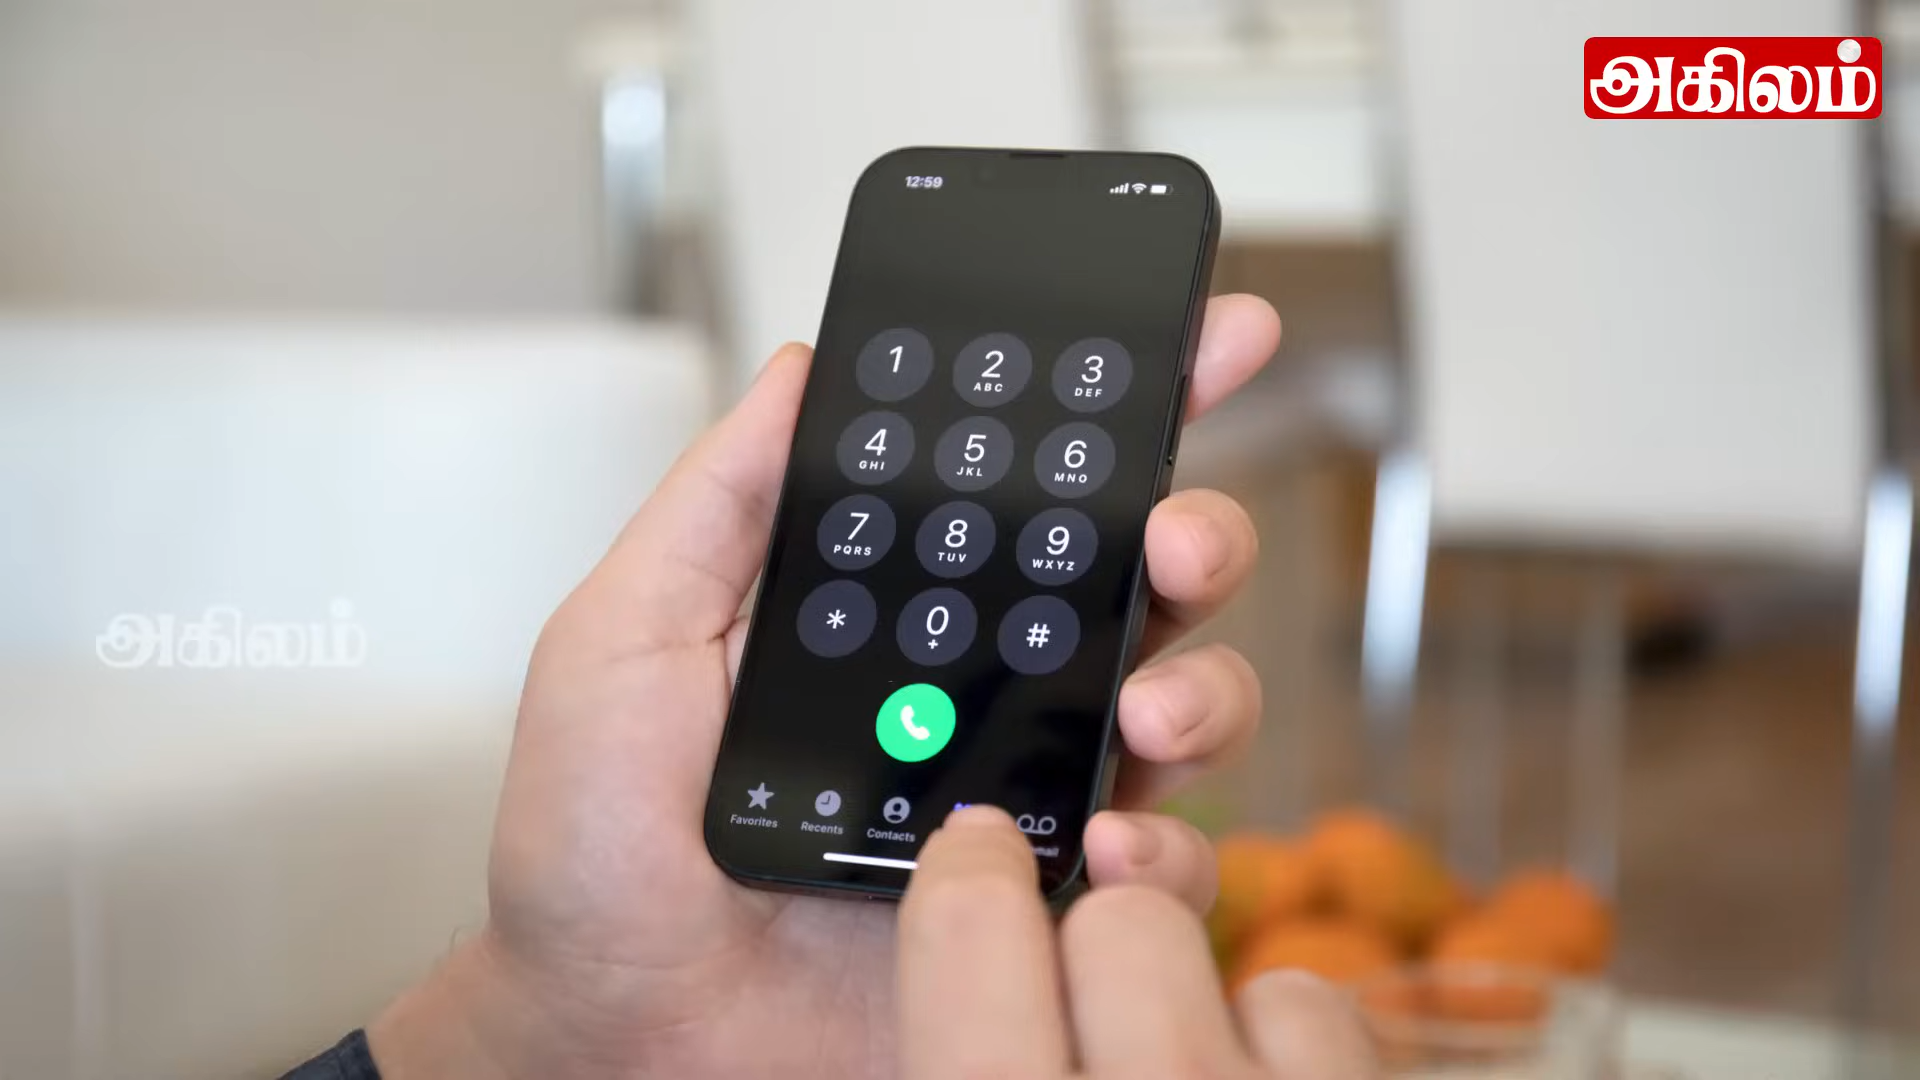 அகிலம்
12:59
1
2
ABC
3
DEF
4
GHI
5
JKL
6
MNO
7
PQRS
8
TUV
9
WXYZ
*
0
+
#
Favorites
Recents
Contacts
அகிலம்